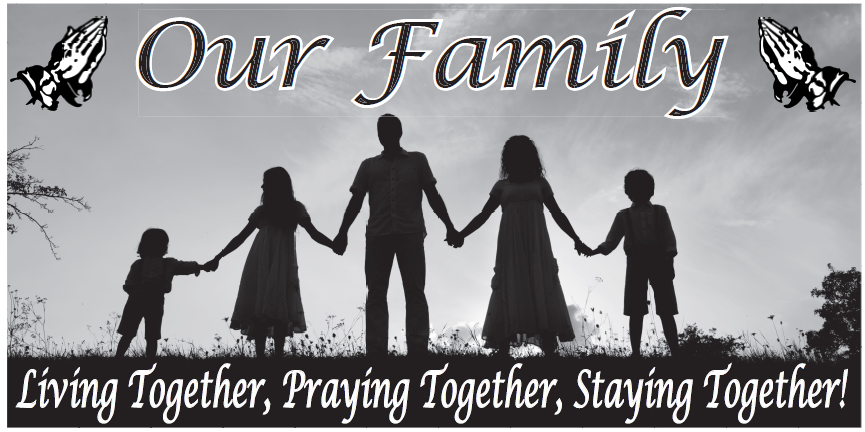 Our Family
Living Together, Praying Together, Staying Together!